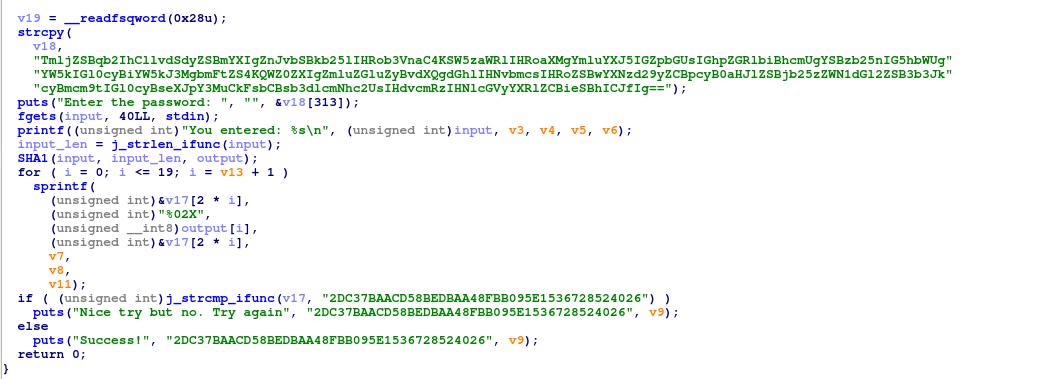 v19 = __readfsqword(0x28u);
strcpy(
v18,
"TmljZSBqb2IhCllvdSdyZSBmYXIgZnJvbSBkb25lIHRob3VnaC4KSW5zaWRlIHRoaXMgYmluYXJ5IGZpbGUsIGhpZGRlbiBhcmUgYSBzb25nIG5hbWUg"
"YW5kIGl0cyBiYW5kJ3MgbmFtZS4KQWZ0ZXIgZmluZGluZyBvdXQgdGhlIHNvbmcsIHRoZSBwYXNzd29yZCBpcyB0aHJlZSBjb25zZWN1dGl2ZSB3b3Jk"
"cyBmcm9tIGl0cyBseXJpY3MuCkFsbCBsb3dlcmNhc2UsIHdvcmRzIHNlcGVyYXRlZCBieSBhICJfIg==");
puts("Enter the password: ", "", &v18[313]);
fgets(input, 40LL, stdin);
printf((unsigned int)"You entered: %s\n", (unsigned int)input, v3, v4, v5, v6);
input_len = j_strlen_ifunc(input);
SHA1(input, input_len, output);
for ( i = 0; i <= 19; i = v13 + 1 )
sprintf(
(unsigned int)&v17[2 * i],
(unsigned int)"%02X",
(unsigned __int8)output[i],
(unsigned int)&v17[2 * i],
v7,
v8,
v11);
if ( (unsigned int)j_strcmp_ifunc(v17, "2DC37BAACD58BEDBAA48FBB095E1536728524026") )
puts("Nice try but no. Try again", "2DC37BAACD58BEDBAA48FBB095E1536728524026", v9);
else
puts("Success!", "2DC37BAACD58BEDBAA48FBB095E1536728524026", v9);
return 0;
}